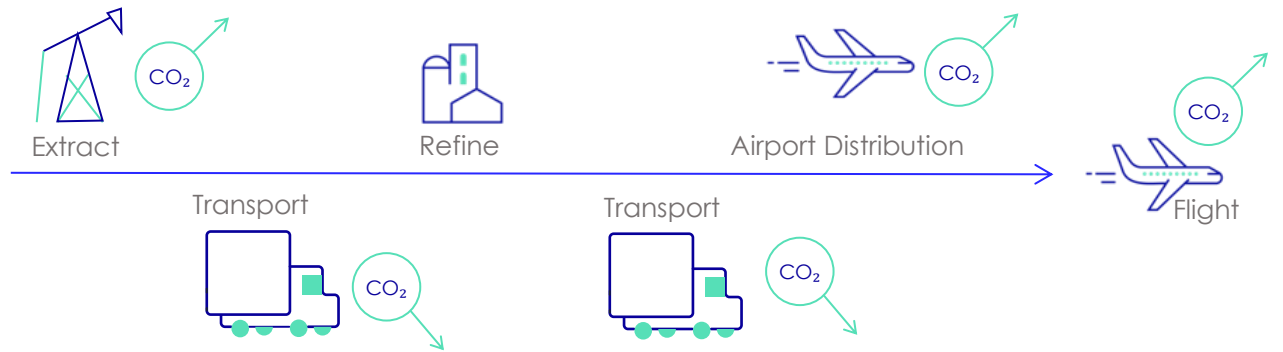 CO₂
Extract
Refine
CO₂
Airport Distribution
CO₂
Flight
Transport
CO₂
Transport
CO₂